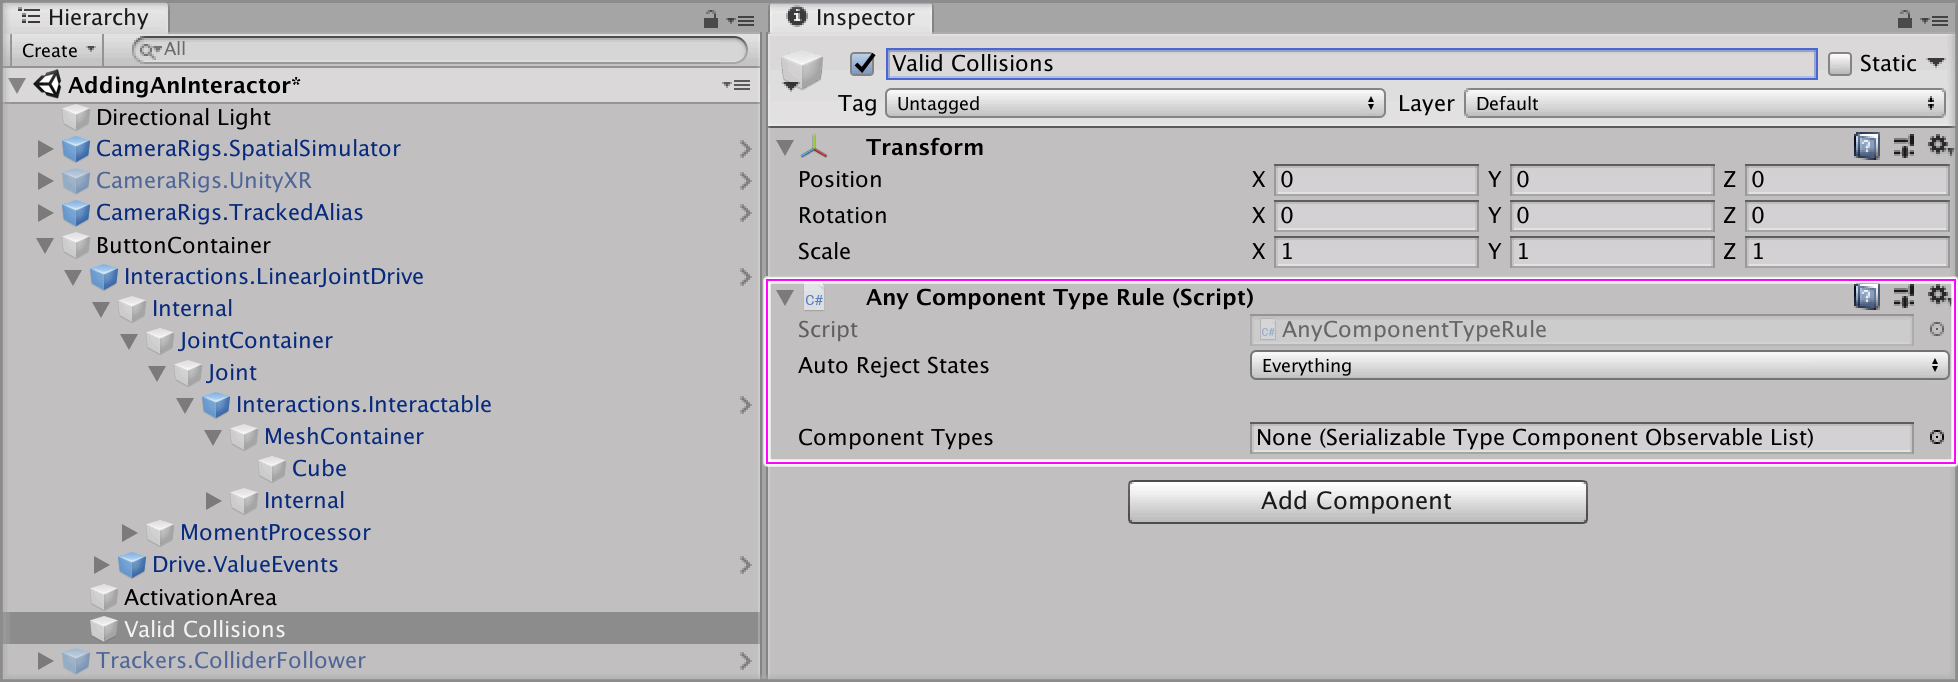 Hierarchy
Create
All
AddingAnInteractor*
Directional Light
CameraRigs.SpatialSimulator
CameraRigs.UnityXR
CameraRigs.TrackedAlias
ButtonContainer
Interactions.LinearJointDrive
Internal
JointContainer
Joint
Interactions.Interactable
MeshContainer
Cube
Internal
MomentProcessor
Drive.ValueEvents
ActivationArea
Valid Collisions
Trackers.ColliderFollower
Inspector
Valid Collisions
Static
Tag Untagged Layer Default
Transform
Position X 0 Y 0 Z 0
Rotation X 0 Y 0 Z 0
Scale X 1 Y 1 Z 1
C# Any Component Type Rule (Script)
Script C# AnyComponentTypeRule
Auto Reject States Everything
Component Types None (Serializable Type Component Observable List)
Add Component